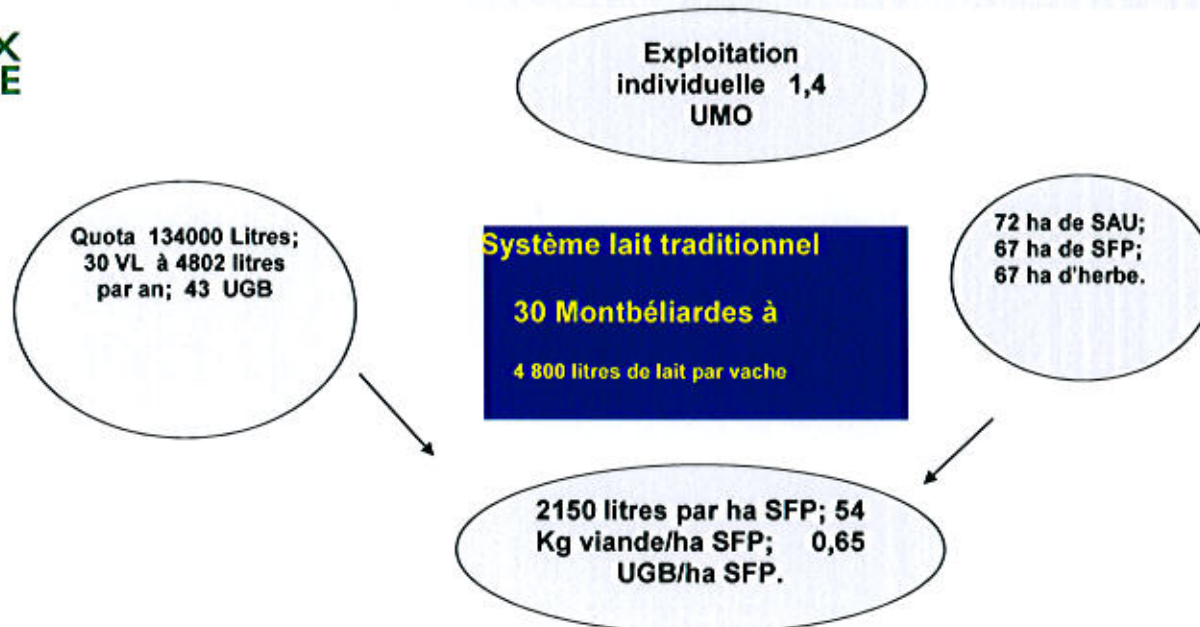 X
E
Exploitation
individuelle 1,4
UMO
Quota 134000 Litres;
30 VL à 4802 litres
par an; 43 UGB
Système lait traditionnel
30 Montbéliardes à
4 800 litres de lait par vache
72 ha de SAU;
67 ha de SFP;
67 ha d'herbe.
2150 litres par ha SFP; 54
Kg viande/ha SFP; 0,65
UGB/ha SFP.